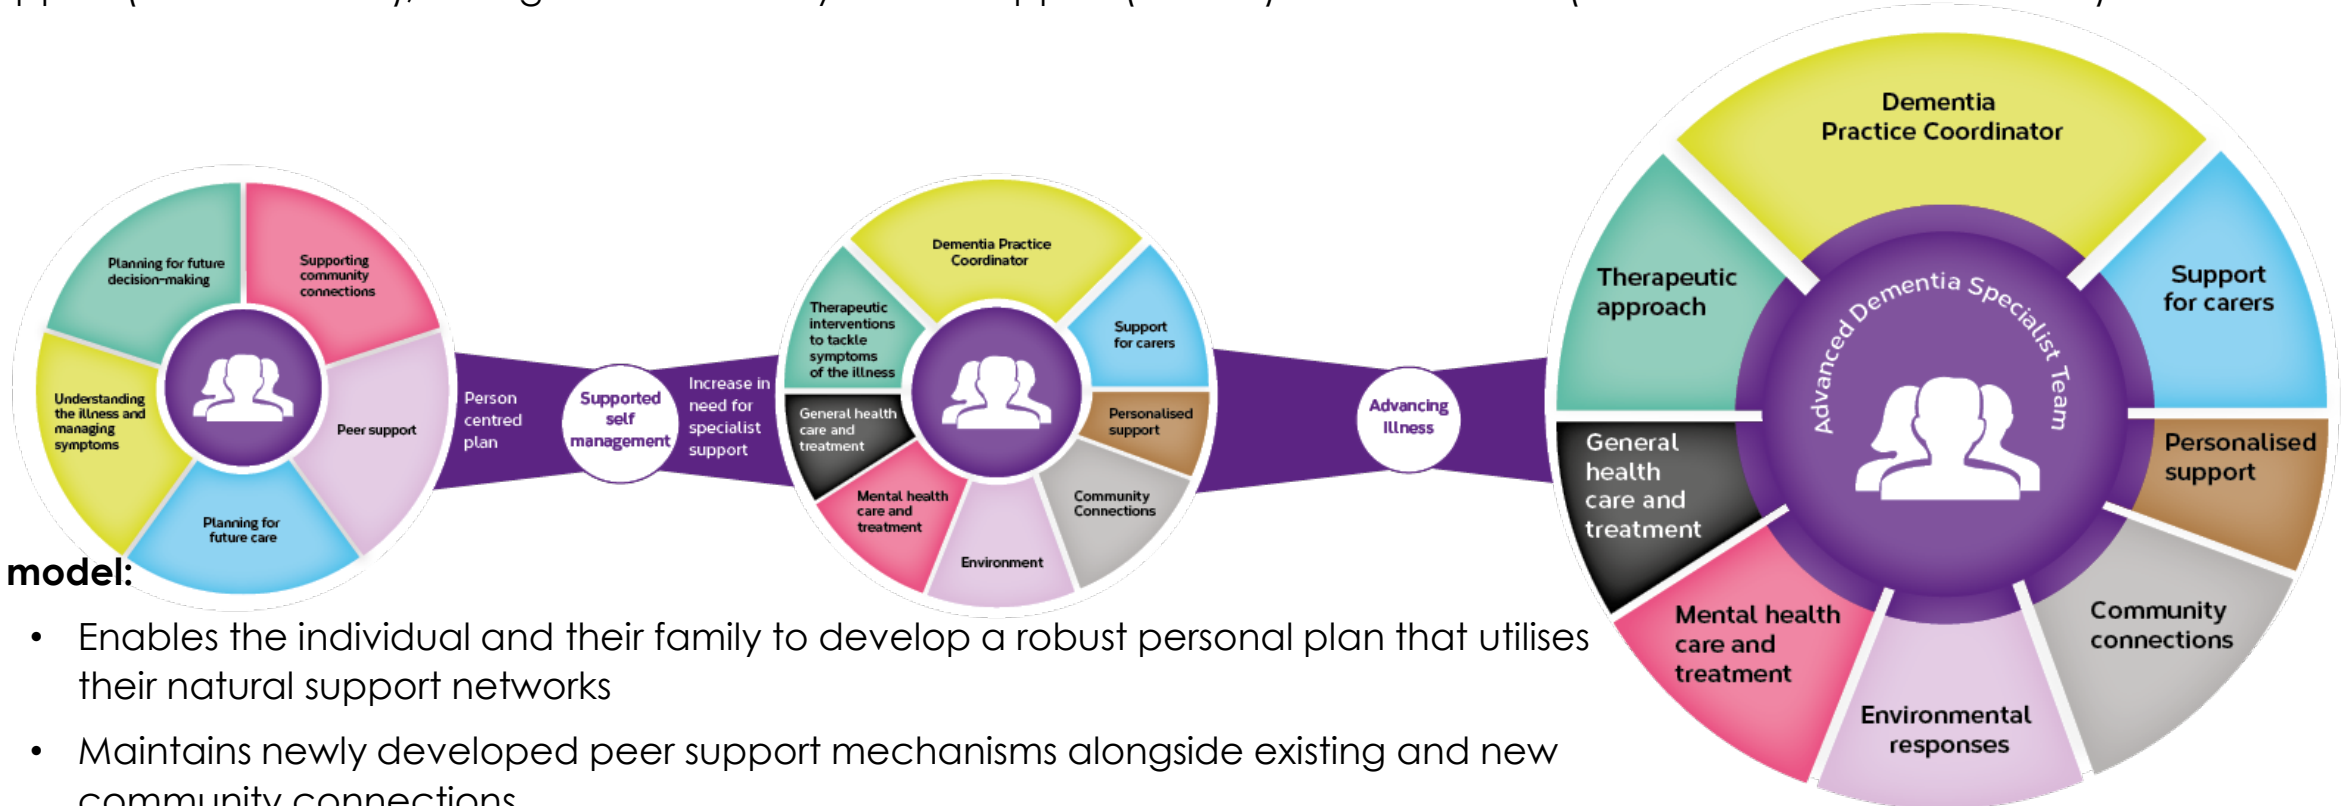 Planning for future
decision-making
Supporting
community
connections
Understanding
the illness and
managing
symptoms
Peer support
Planning for
future care
Person
centred
plan
Supported
self
management
Increase in
need for
specialist
support
Dementia Practice
Coordinator
Therapeutic
interventions
to tackle
symptoms
of the illness
Support
for carers
General health
care and
treatment
Personalised
support
Mental health
care and
treatment
Community
Connections
Environment
Advancing
Illness
Dementia
Practice Coordinator
Therapeutic
approach
Support
for carers
Advanced Dementia Specialist Team
General
health
care and
treatment
Personalised
support
Mental health
care and
treatment
Community
connections
Environmental
responses
model:
• Enables the individual and their family to develop a robust personal plan that utilises
their natural support networks
• Maintains newly developed peer support mechanisms alongside existing and new
community connections